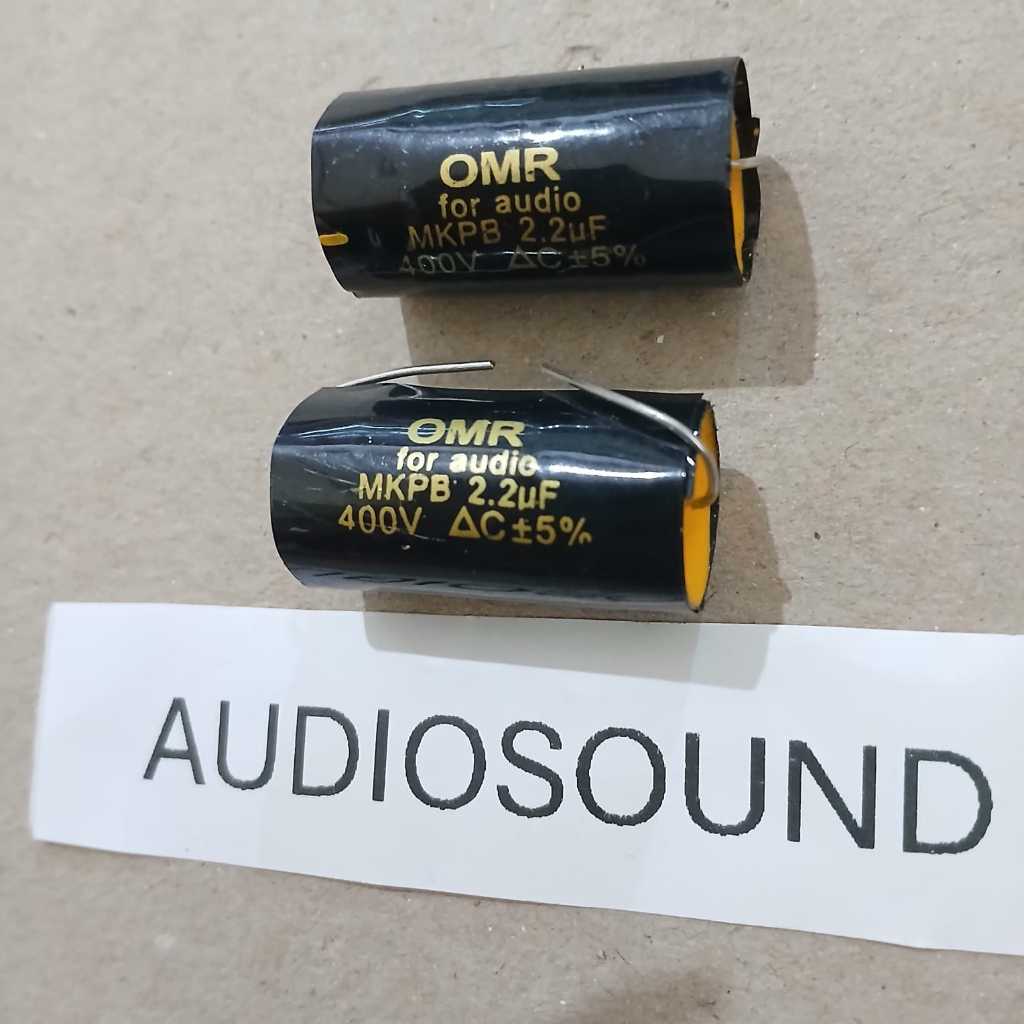 OMR
for audio
MKPB 2.2µF
400V ΔC±5%
OMR
for audio
MKPB 2.2µF
400V ΔC±5%
AUDIOSOUND